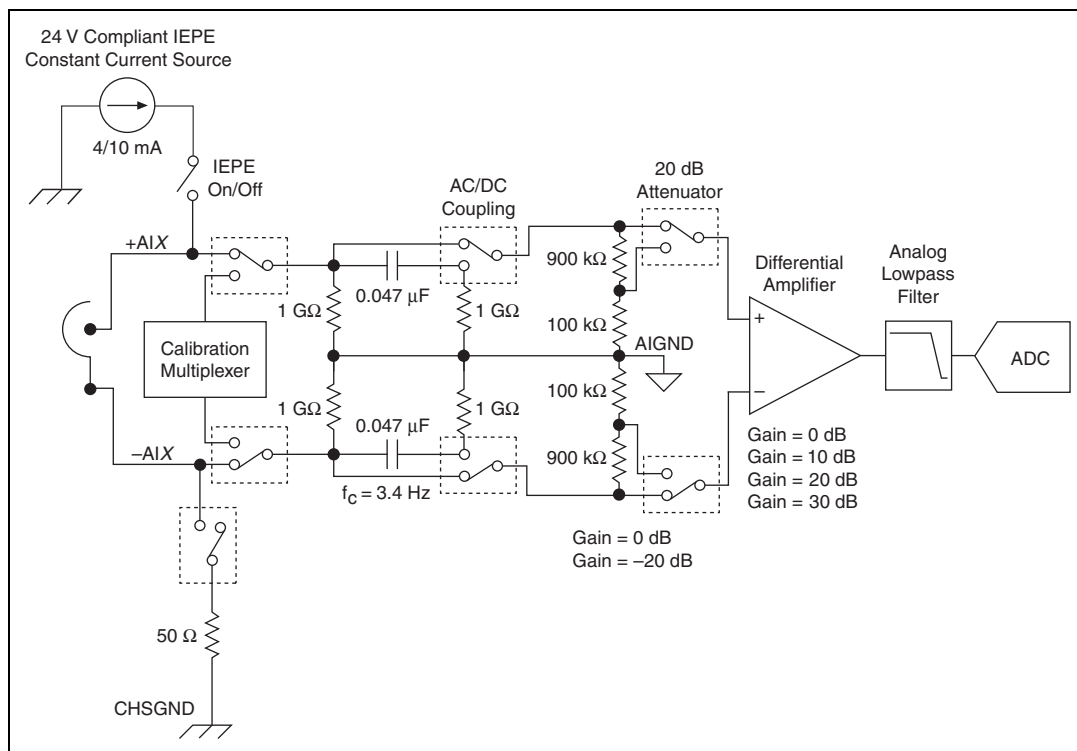 24 V Compliant IEPE
Constant Current Source
4/10 mA
IEPE
On/Off
+AIX
Calibration
Multiplexer
–AIX
50 Ω
CHSGND
1 GΩ
0.047 µF
AC/DC
Coupling
1 GΩ
1 GΩ
0.047 µF
1 GΩ
fc = 3.4 Hz
20 dB
Attenuator
900 kΩ
100 kΩ
AIGND
100 kΩ
900 kΩ
Gain = 0 dB
Gain = –20 dB
Differential
Amplifier
+
–
Gain = 0 dB
Gain = 10 dB
Gain = 20 dB
Gain = 30 dB
Analog
Lowpass
Filter
ADC